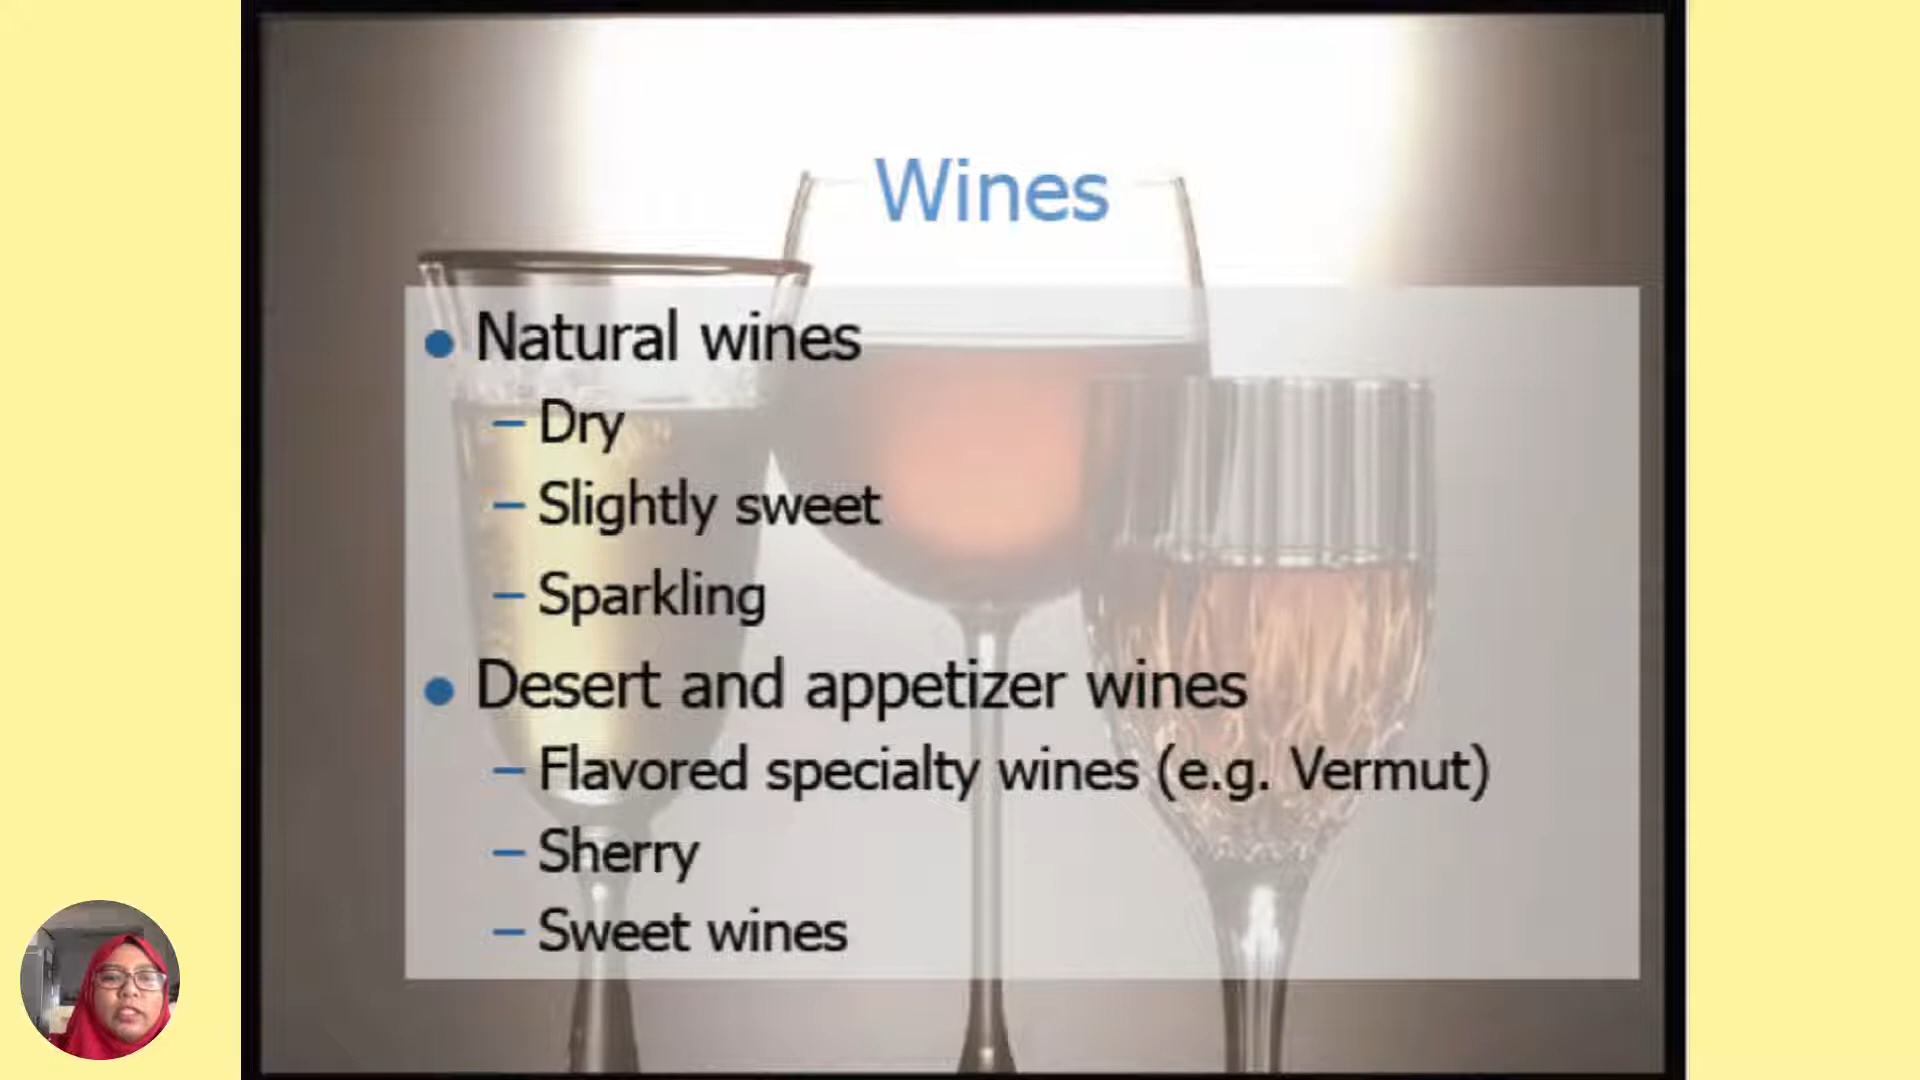 Wines
• Natural wines
– Dry
– Slightly sweet
– Sparkling
• Desert and appetizer wines
– Flavored specialty wines (e.g. Vermut)
– Sherry
– Sweet wines